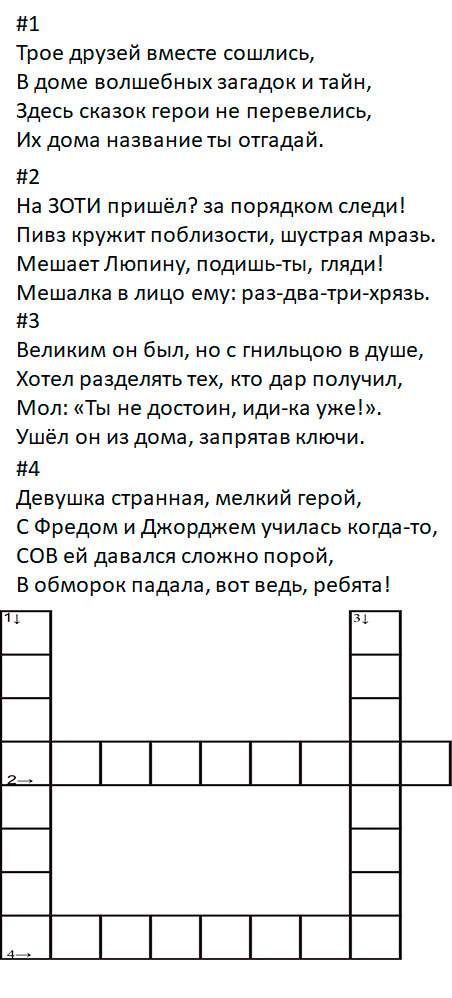 #1
Трое друзей вместе сошлись,
В доме волшебных загадок и тайн,
Здесь сказок герои не перевелись,
Их дома название ты отгадай.
#2
На ЗОТИ пришёл? за порядком следи!
Пивз кружит поблизости, шустрая мразь.
Мешает Люпину, подишь-ты, гляди!
Мешалка в лицо ему: раз-два-три-хрязь.
#3
Великим он был, но с гнильцою в душе,
Хотел разделять тех, кто дар получил,
Мол: «Ты не достоин, иди-ка уже!».
Ушёл он из дома, запрятав ключи.
#4
Девушка странная, мелкий герой,
С Фредом и Джорджем училась когда-то,
СОВ ей давался сложно порой,
В обморок падала, вот ведь, ребята!
1↓ 3↓
2→
4→